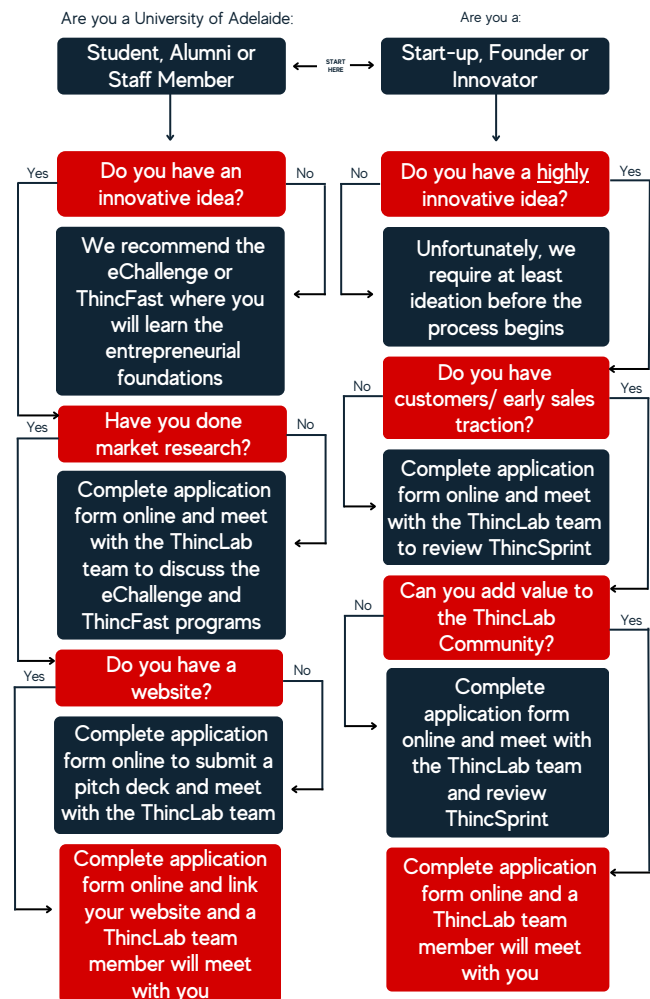 Are you a University of Adelaide:
Student, Alumni or
Staff Member
START
HERE
Are you a:
Start-up, Founder or
Innovator
Yes
Do you have an
innovative idea?
No
We recommend the
eChallenge or
ThincFast where you
will learn the
entrepreneurial
foundations
Yes
Have you done
market research?
No
Complete application
form online and meet
with the ThincLab
team to discuss the
eChallenge and
ThincFast programs
Yes
Do you have a
website?
No
Complete application
form online to submit a
pitch deck and meet
with the ThincLab team
Complete application
form online and link
your website and a
ThincLab team
member will meet
with you
No
Do you have a highly
innovative idea?
Yes
Unfortunately, we
require at least
ideation before the
process begins
No
Do you have
customers/ early sales
traction?
Yes
Complete application
form online and meet
with the ThincLab team
to review ThincSprint
No
Can you add value to
the ThincLab
Community?
Yes
Complete
application form
online and meet with
the ThincLab team
and review
ThincSprint
Complete application
form online and a
ThincLab team
member will meet
with you